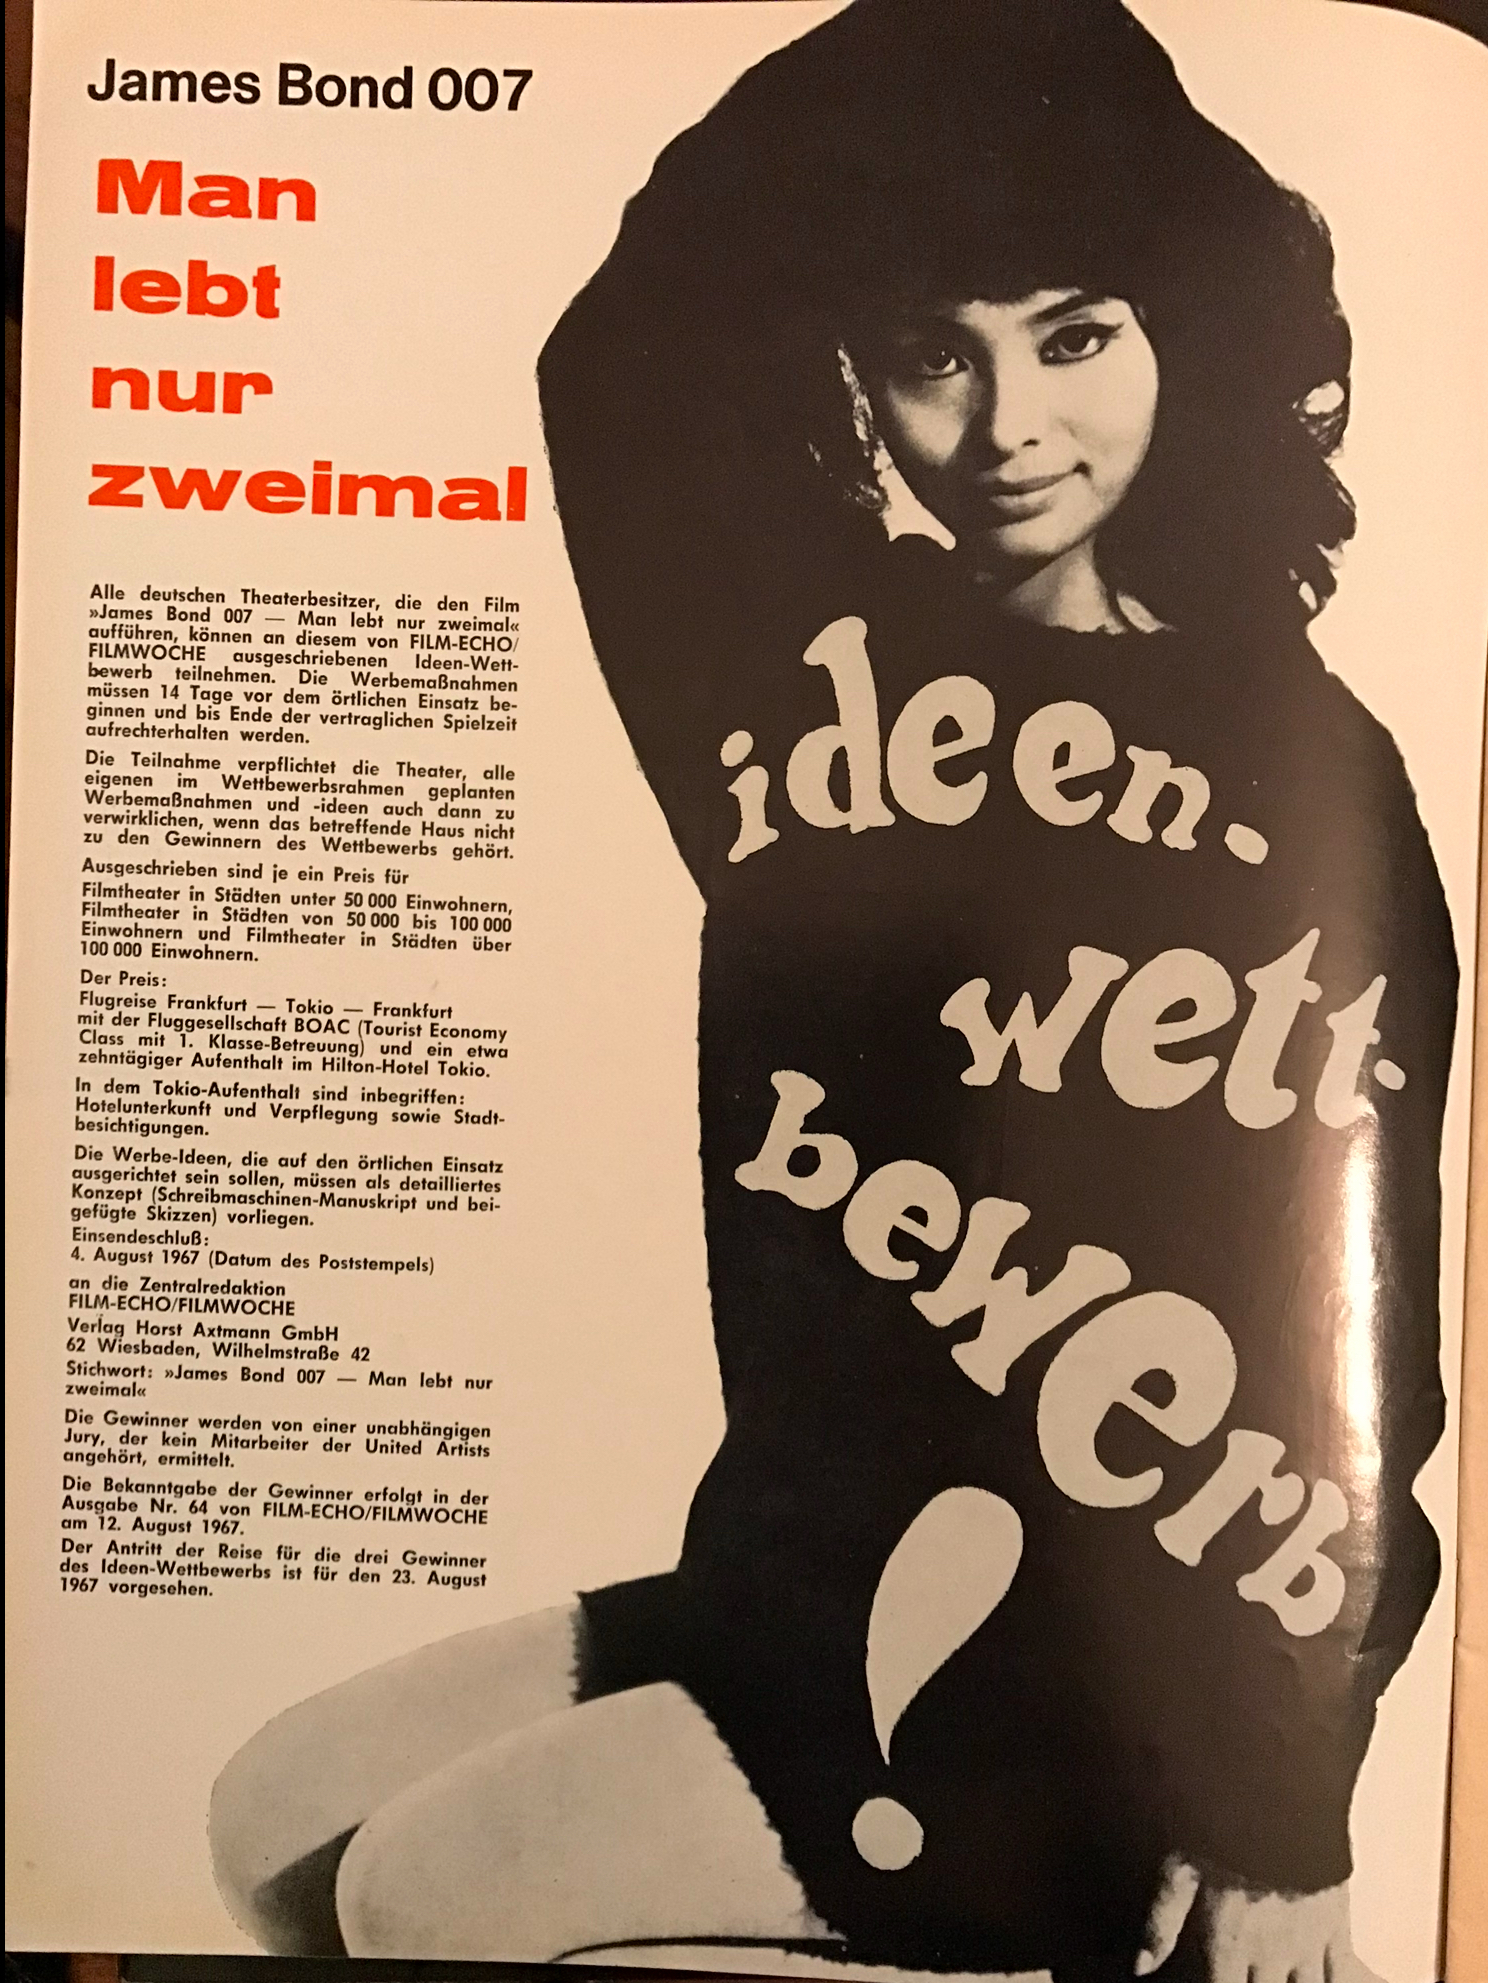 James Bond 007
Man
lebt
nur
zweimal
Alle deutschen Theaterbesitzer, die den Film
»James Bond 007 — Man lebt nur zweimal«
aufführen, können an diesem von FILM-ECHO/
FILMWOCHE ausgeschriebenen Ideen-Wett-
bewerb teilnehmen. Die Werbemaßnahmen
müssen 14 Tage vor dem örtlichen Einsatz be-
ginnen und bis Ende der vertraglichen Spielzeit
aufrechterhalten werden.
Die Teilnahme verpflichtet die Theater, alle
eigenen im Wettbewerbsrahmen geplanten
Werbemaßnahmen und -ideen auch dann zu
verwirklichen, wenn das betreffende Haus nicht
zu den Gewinnern des Wettbewerbs gehört.
Ausgeschrieben sind je ein Preis für
Filmtheater in Städten unter 50 000 Einwohnern,
Filmtheater in Städten von 50 000 bis 100 000
Einwohnern und Filmtheater in Städten über
100 000 Einwohnern.
Der Preis:
Flugreise Frankfurt — Tokio — Frankfurt
mit der Fluggesellschaft BOAC (Tourist Economy
Class mit 1. Klasse-Betreuung) und ein etwa
zehntägiger Aufenthalt im Hilton-Hotel Tokio.
In dem Tokio-Aufenthalt sind inbegriffen:
Hotelunterkunft und Verpflegung sowie Stadt-
besichtigungen.
Die Werbe-Ideen, die auf den örtlichen Einsatz
ausgerichtet sein sollen, müssen als detailliertes
Konzept (Schreibmaschinen-Manuskript und bei-
gefügte Skizzen) vorliegen.
Einsendeschluß:
4. August 1967 (Datum des Poststempels)
an die Zentralredaktion
FILM-ECHO/FILMWOCHE
Verlag Horst Axtmann GmbH
62 Wiesbaden, Wilhelmstraße 42
Stichwort: »James Bond 007 — Man lebt nur
zweimal«
Die Gewinner werden von einer unabhängigen
Jury, der kein Mitarbeiter der United Artists
angehört, ermittelt.
Die Bekanntgabe der Gewinner erfolgt in der
Ausgabe Nr. 64 von FILM-ECHO/FILMWOCHE
am 12. August 1967.
Der Antritt der Reise für die drei Gewinner
des Ideen-Wettbewerbs ist für den 23. August
1967 vorgesehen.
ideen-
wett-
bewerb
!